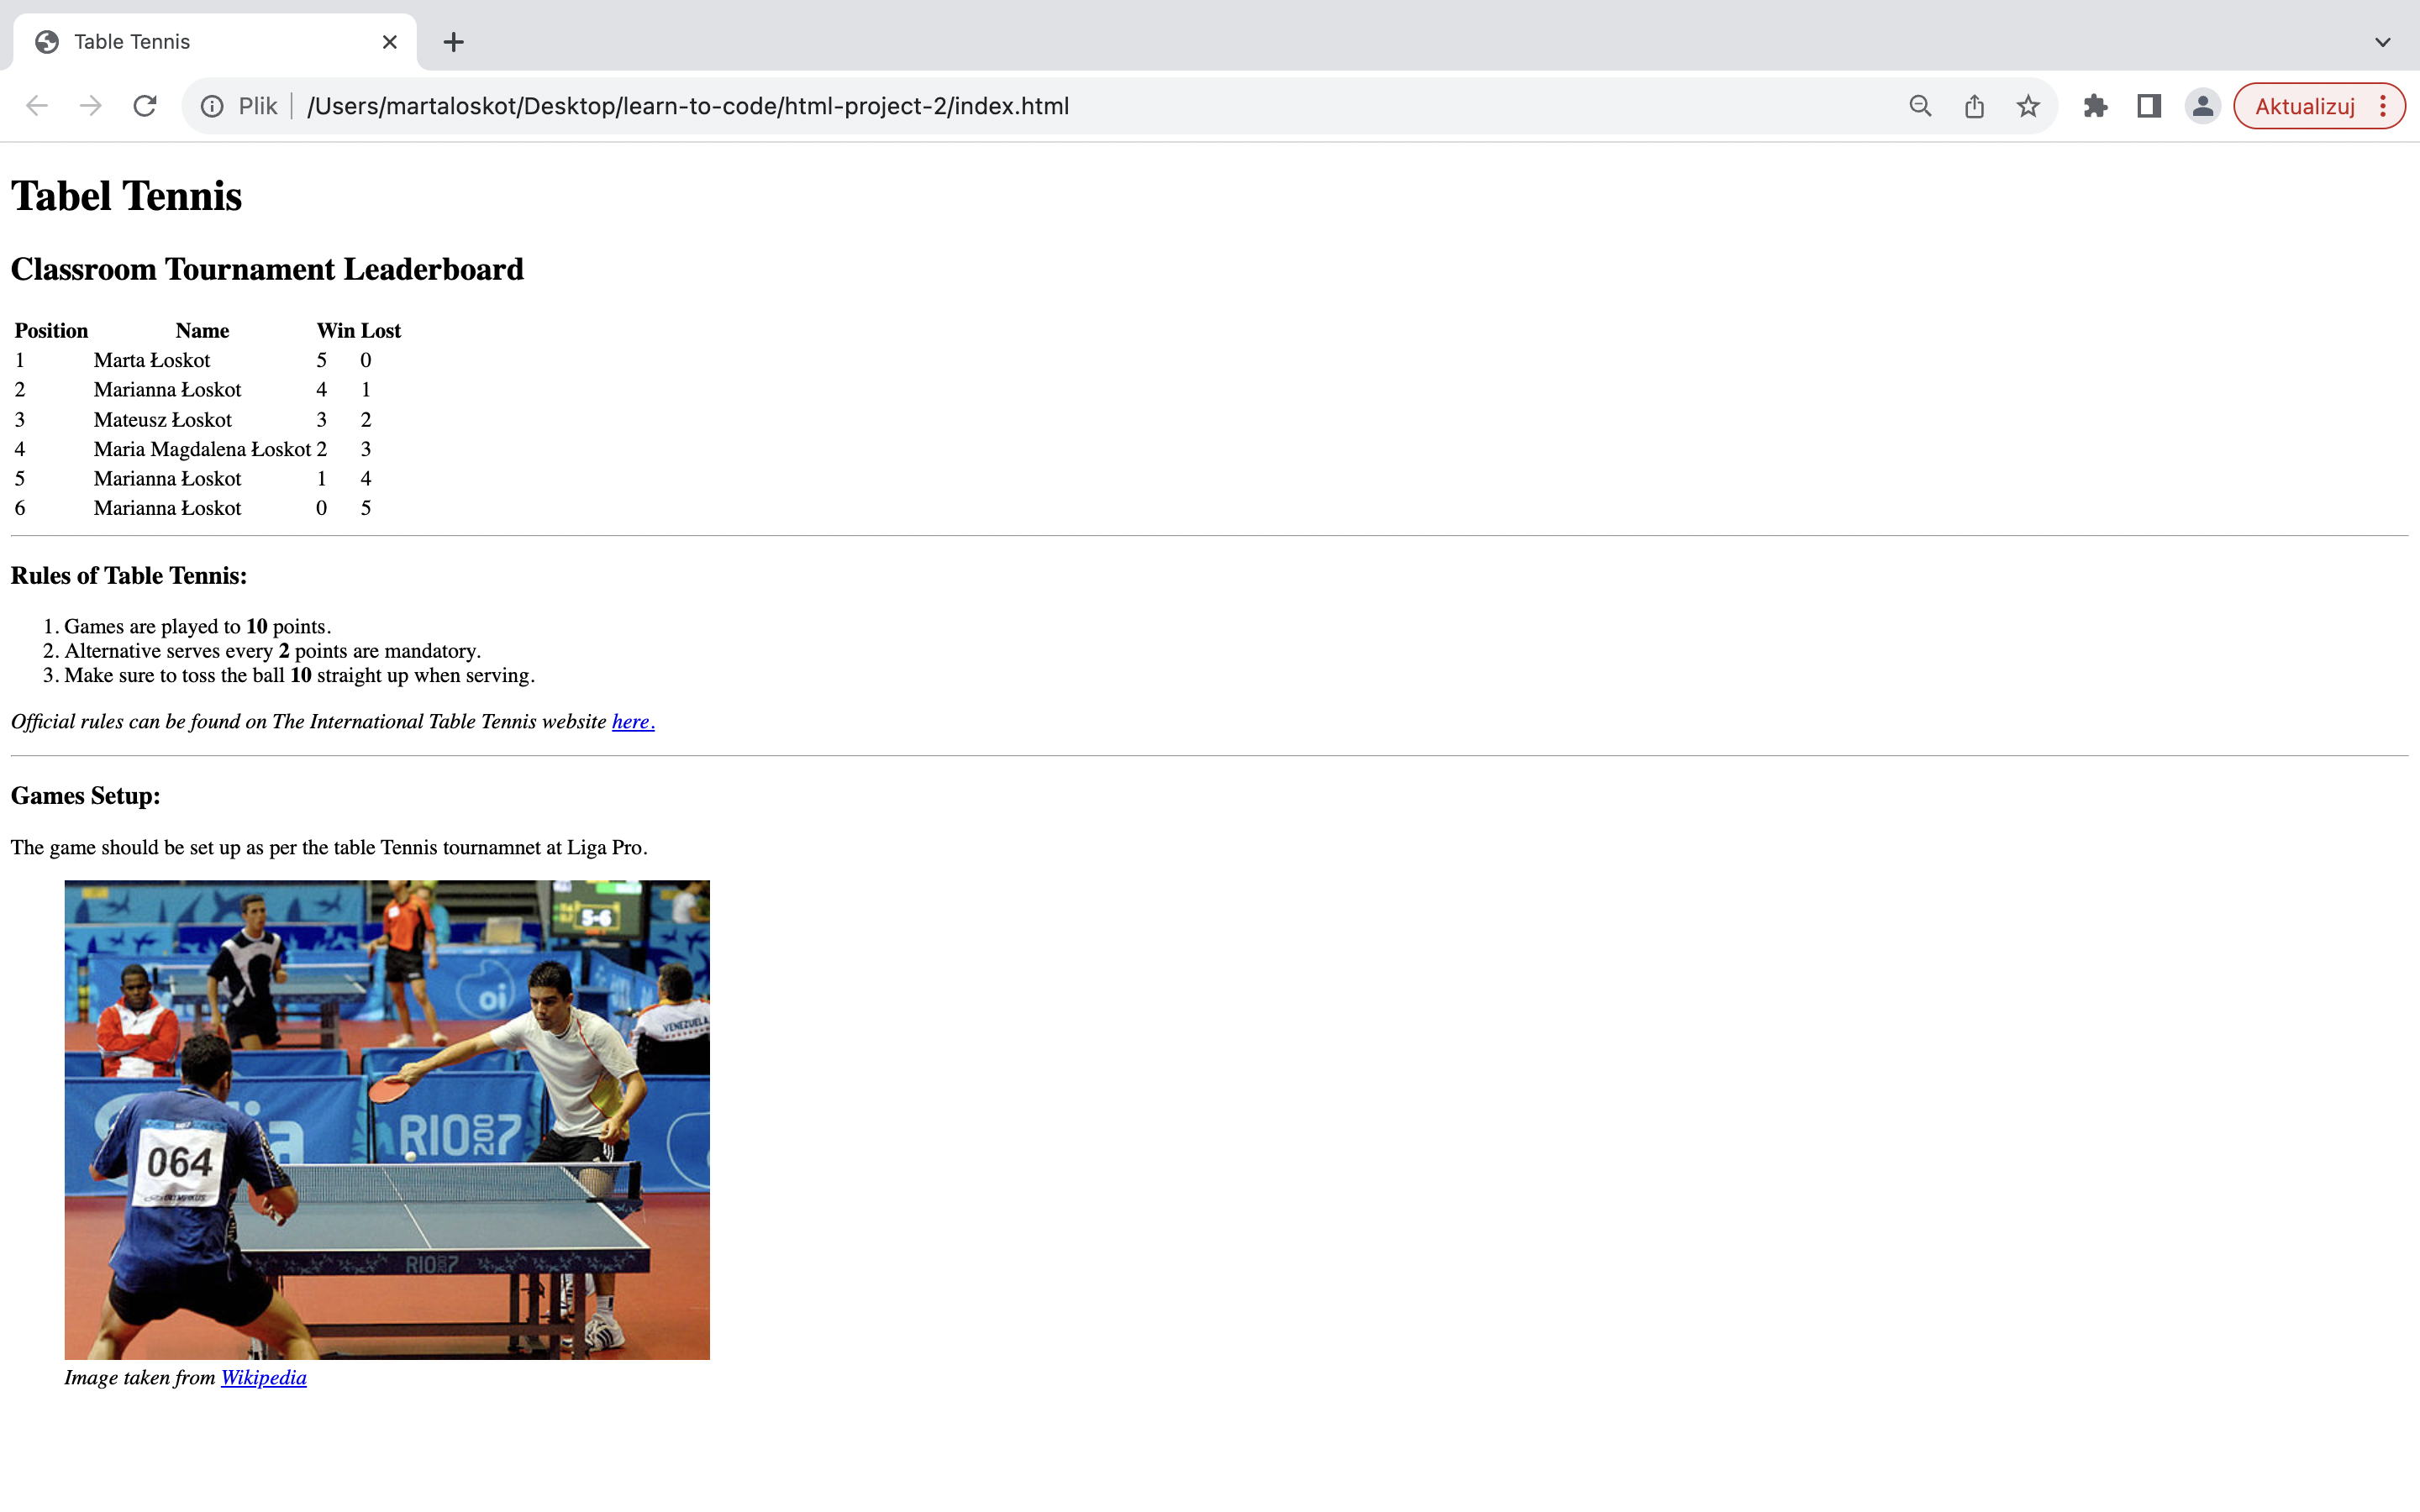 Table Tennis
Plik /Users/martaloskot/Desktop/learn-to-code/html-project-2/index.html Aktualizuj
Tabel Tennis
Classroom Tournament Leaderboard
Position Name Win Lost
1 Marta Łoskot 5 0
2 Marianna Łoskot 4 1
3 Mateusz Łoskot 3 2
4 Maria Magdalena Łoskot 2 3
5 Marianna Łoskot 1 4
6 Marianna Łoskot 0 5
Rules of Table Tennis:
1. Games are played to 10 points.
2. Alternative serves every 2 points are mandatory.
3. Make sure to toss the ball 10 straight up when serving.
Official rules can be found on The International Table Tennis website here.
Games Setup:
The game should be set up as per the table Tennis tournamnet at Liga Pro.
5-6
oi
VENEZUELA
RIO 2007
064
RIO 2007
Image taken from Wikipedia